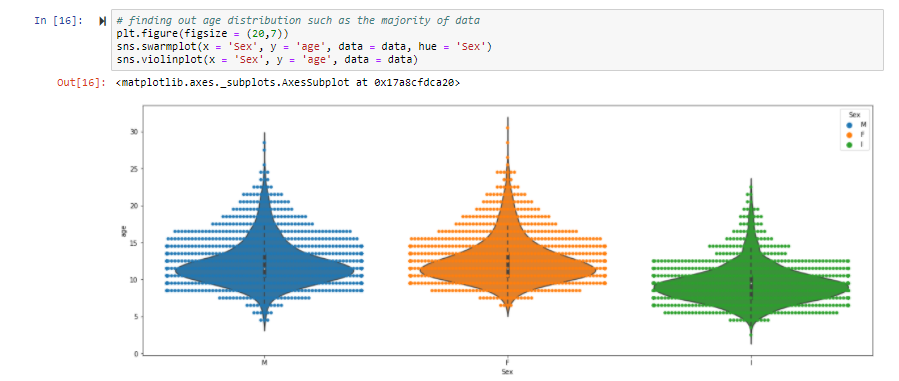 In [16]:
# finding out age distribution such as the majority of data
plt.figure(figsize = (20,7))
sns.swarmplot(x = 'Sex', y = 'age', data = data, hue = 'Sex')
sns.violinplot(x = 'Sex', y = 'age', data = data)
Out[16]: <matplotlib.axes._subplots.AxesSubplot at 0x17a8cfdca20>
Sex
M
F
I
30
25
20
15
10
5
0
age
M F I
Sex